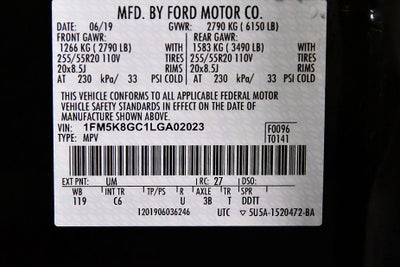 MFD. BY FORD MOTOR CO.
DATE: 06/19 GVWR: 2790 KG ( 6150 LB)
FRONT GAWR: REAR GAWR:
1266 KG ( 2790 LB) WITH 1583 KG ( 3490 LB) WITH
255/55R20 110V TIRES 255/55R20 110V TIRES
20x8.5J RIMS 20x8.5J RIMS
AT 230 kPa/ 33 PSI COLD AT 230 kPa/ 33 PSI COLD
THIS VEHICLE CONFORMS TO ALL APPLICABLE FEDERAL MOTOR
VEHICLE SAFETY STANDARDS IN EFFECT ON THE DATE OF
MANUFACTURE SHOWN ABOVE.
VIN: 1FM5K8GC1LGA02023 F0096
TYPE: MPV T0141
EXT PNT: UM RC: 27 DSO:
WB INT TR TP/PS R AXLE T SPR
119 C6 U 3B T DDTT
1201906036246 UTC ▽ 5U5A-1520472-BA